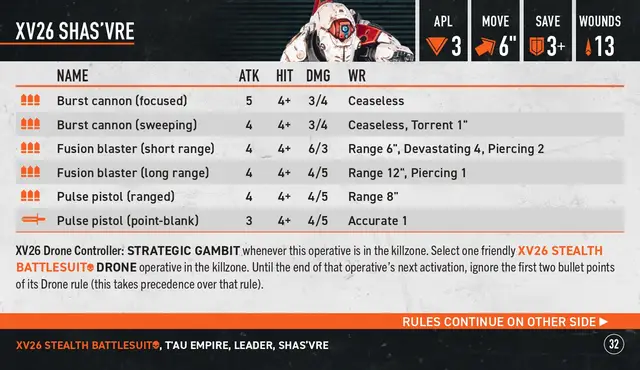 XV26 SHAS'VRE
APL
3
MOVE
6"
SAVE
3+
WOUNDS
13
NAME ATK HIT DMG WR
Burst cannon (focused) 5 4+ 3/4 Ceaseless
Burst cannon (sweeping) 4 4+ 3/4 Ceaseless, Torrent 1"
Fusion blaster (short range) 4 4+ 6/3 Range 6", Devastating 4, Piercing 2
Fusion blaster (long range) 4 4+ 4/5 Range 12", Piercing 1
Pulse pistol (ranged) 4 4+ 4/5 Range 8"
Pulse pistol (point-blank) 3 4+ 4/5 Accurate 1
XV26 Drone Controller: STRATEGIC GAMBIT whenever this operative is in the killzone. Select one friendly XV26 STEALTH
BATTLESUIT DRONE operative in the killzone. Until the end of that operative's next activation, ignore the first two bullet points
of its Drone rule (this takes precedence over that rule).
RULES CONTINUE ON OTHER SIDE ▶
XV26 STEALTH BATTLESUIT, T'AU EMPIRE, LEADER, SHAS'VRE
32